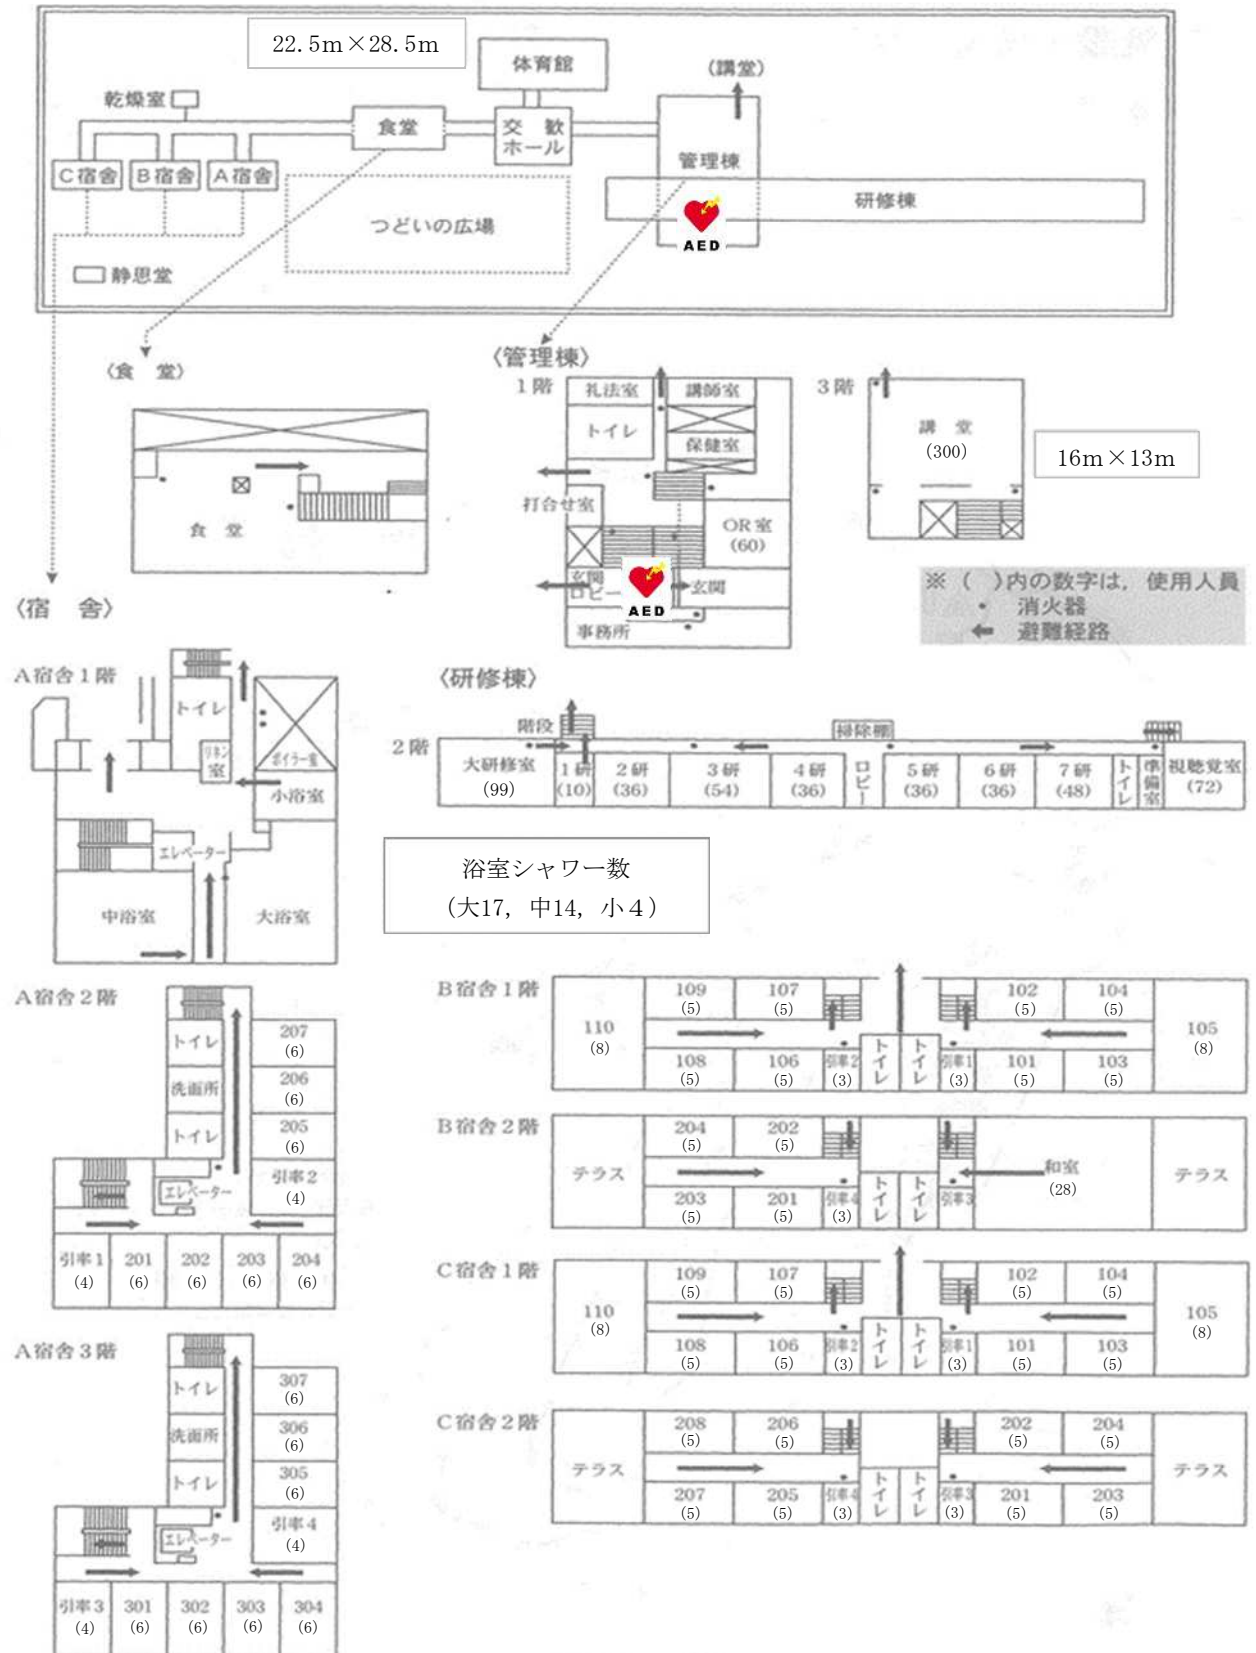 22.5m×28.5m
体育館
(講堂)
乾燥室
食堂
交歓
ホール
管理棟
C宿舎
B宿舎
A宿舎
研修棟
つどいの広場
AED
静思堂
〈食 堂〉
〈管理棟〉
1階
礼法室
講師室
トイレ
保健室
打合せ室
OR室
(60)
玄関
ロビー
AED
玄関
事務所
3階
講 堂
(300)
16m×13m
食 堂
※ ( )内の数字は，使用人員
• 消火器
← 避難経路
〈宿 舎〉
A宿舎1階
トイレ
リネン
室
ボイラー室
小浴室
エレベーター
中浴室
大浴室
〈研修棟〉
階段
掃除棚
2階
大研修室
(99)
1研
(10)
2研
(36)
3研
(54)
4研
(36)
ロビー
5研
(36)
6研
(36)
7研
(48)
トイレ
準備室
視聴覚室
(72)
浴室シャワー数
(大17，中14，小4)
A宿舎2階
トイレ
207
(6)
洗面所
206
(6)
トイレ
205
(6)
エレベーター
引率2
(4)
引率1
(4)
201
(6)
202
(6)
203
(6)
204
(6)
A宿舎3階
トイレ
307
(6)
洗面所
306
(6)
トイレ
305
(6)
エレベーター
引率4
(4)
引率3
(4)
301
(6)
302
(6)
303
(6)
304
(6)
B宿舎1階
110
(8)
109
(5)
107
(5)
102
(5)
104
(5)
105
(8)
108
(5)
106
(5)
引率2
(3)
トイレ
トイレ
引率1
(3)
101
(5)
103
(5)
B宿舎2階
テラス
204
(5)
202
(5)
203
(5)
201
(5)
引率4
(3)
トイレ
トイレ
引率3
和室
(28)
テラス
C宿舎1階
110
(8)
109
(5)
107
(5)
102
(5)
104
(5)
105
(8)
108
(5)
106
(5)
引率2
(3)
トイレ
トイレ
引率1
(3)
101
(5)
103
(5)
C宿舎2階
テラス
208
(5)
206
(5)
202
(5)
204
(5)
テラス
207
(5)
205
(5)
引率4
(3)
トイレ
トイレ
引率3
(3)
201
(5)
203
(5)